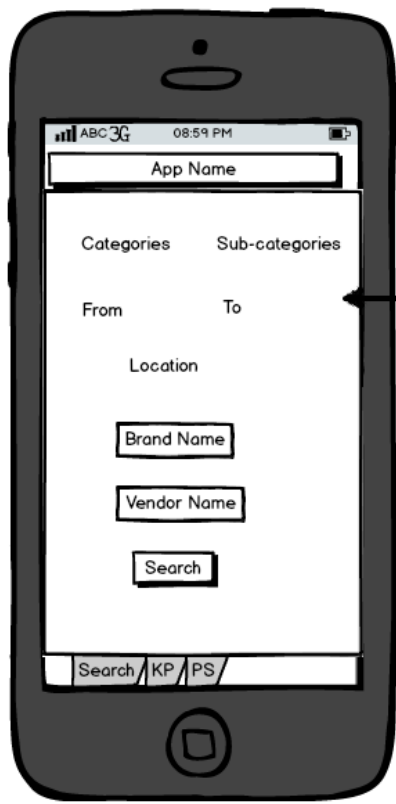 ABC 3G 08:59 PM
App Name
Categories Sub-categories
From To
Location
Brand Name
Vendor Name
Search
Search KP PS